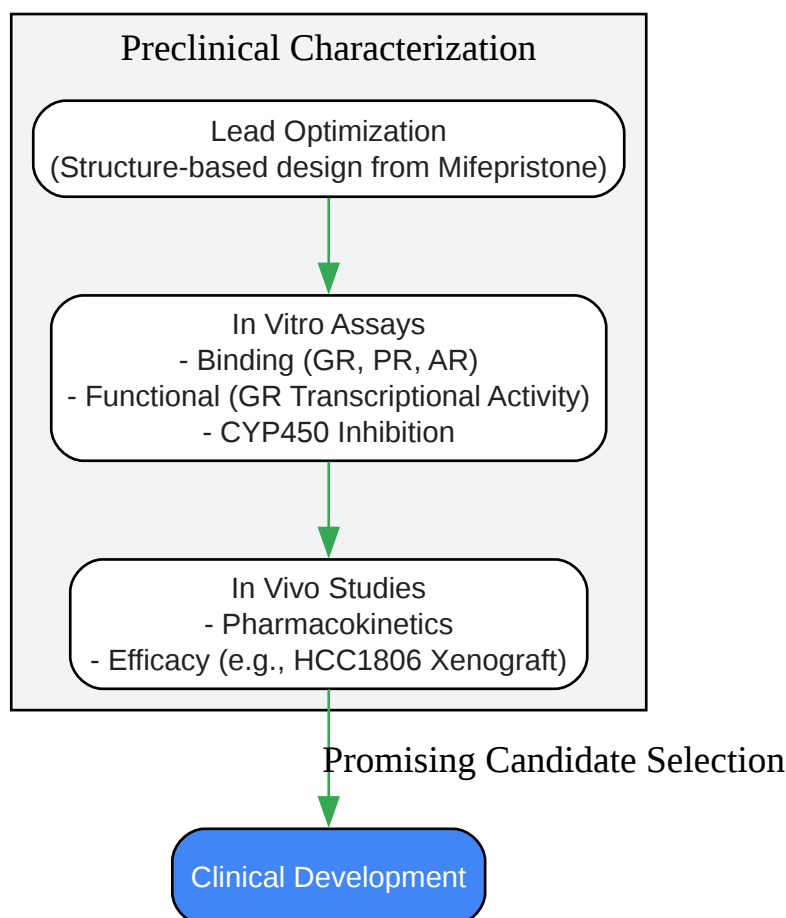 Preclinical Characterization
Lead Optimization
(Structure-based design from Mifepristone)
In Vitro Assays
- Binding (GR, PR, AR)
- Functional (GR Transcriptional Activity)
- CYP450 Inhibition
In Vivo Studies
- Pharmacokinetics
- Efficacy (e.g., HCC1806 Xenograft)
Promising Candidate Selection
Clinical Development